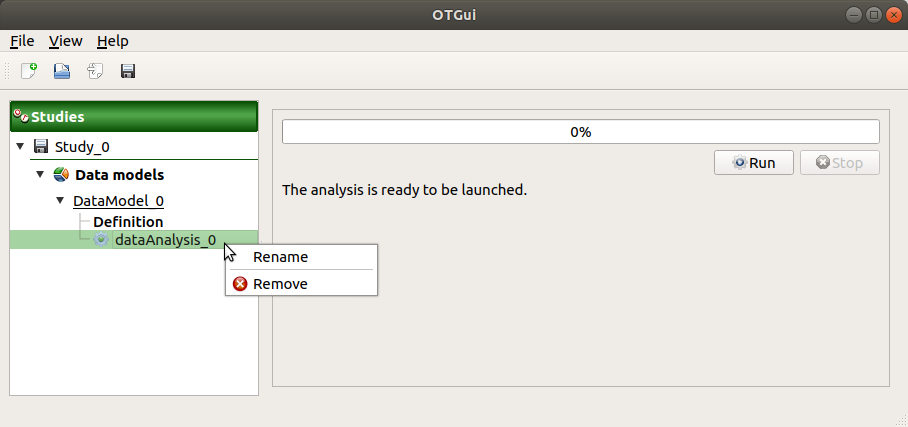 OTGui
File View Help
Studies
Study_0
Data models
DataModel_0
Definition
dataAnalysis_0
Rename
Remove
0%
Run Stop
The analysis is ready to be launched.